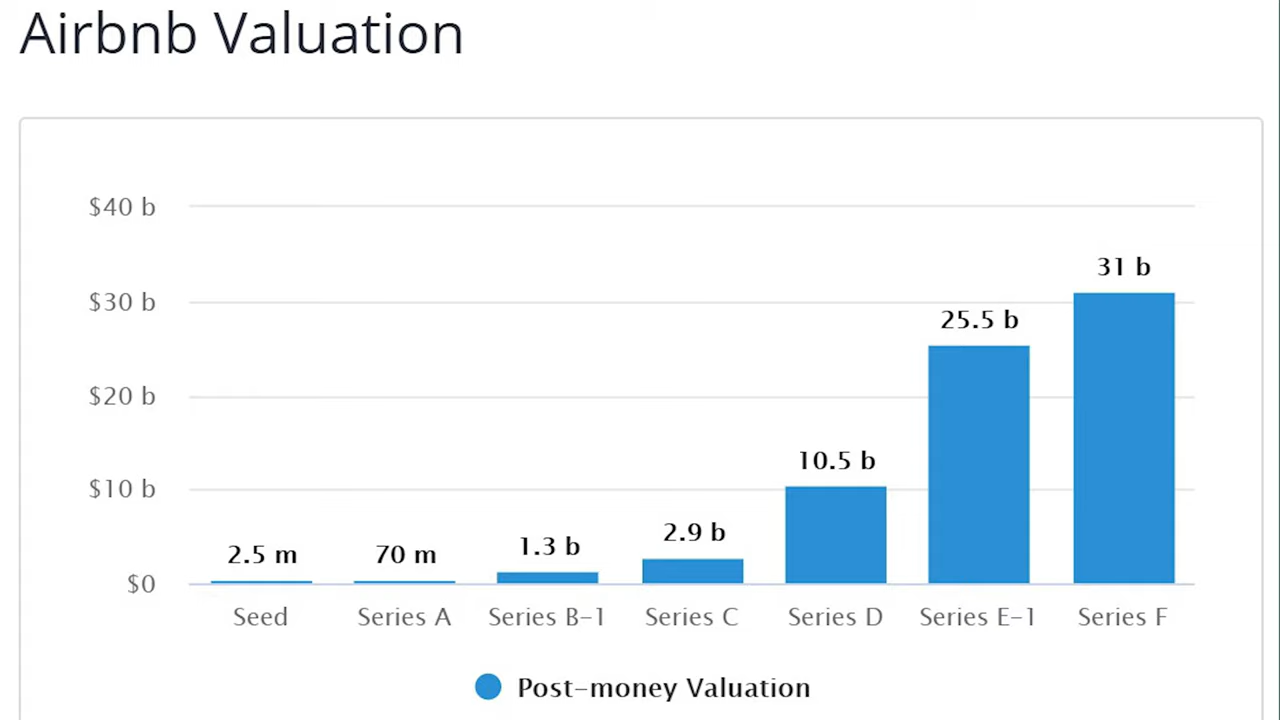 Airbnb Valuation
$40 b
$30 b
$20 b
$10 b
$0
2.5 m
70 m
1.3 b
2.9 b
10.5 b
25.5 b
31 b
Seed
Series A
Series B-1
Series C
Series D
Series E-1
Series F
Post-money Valuation